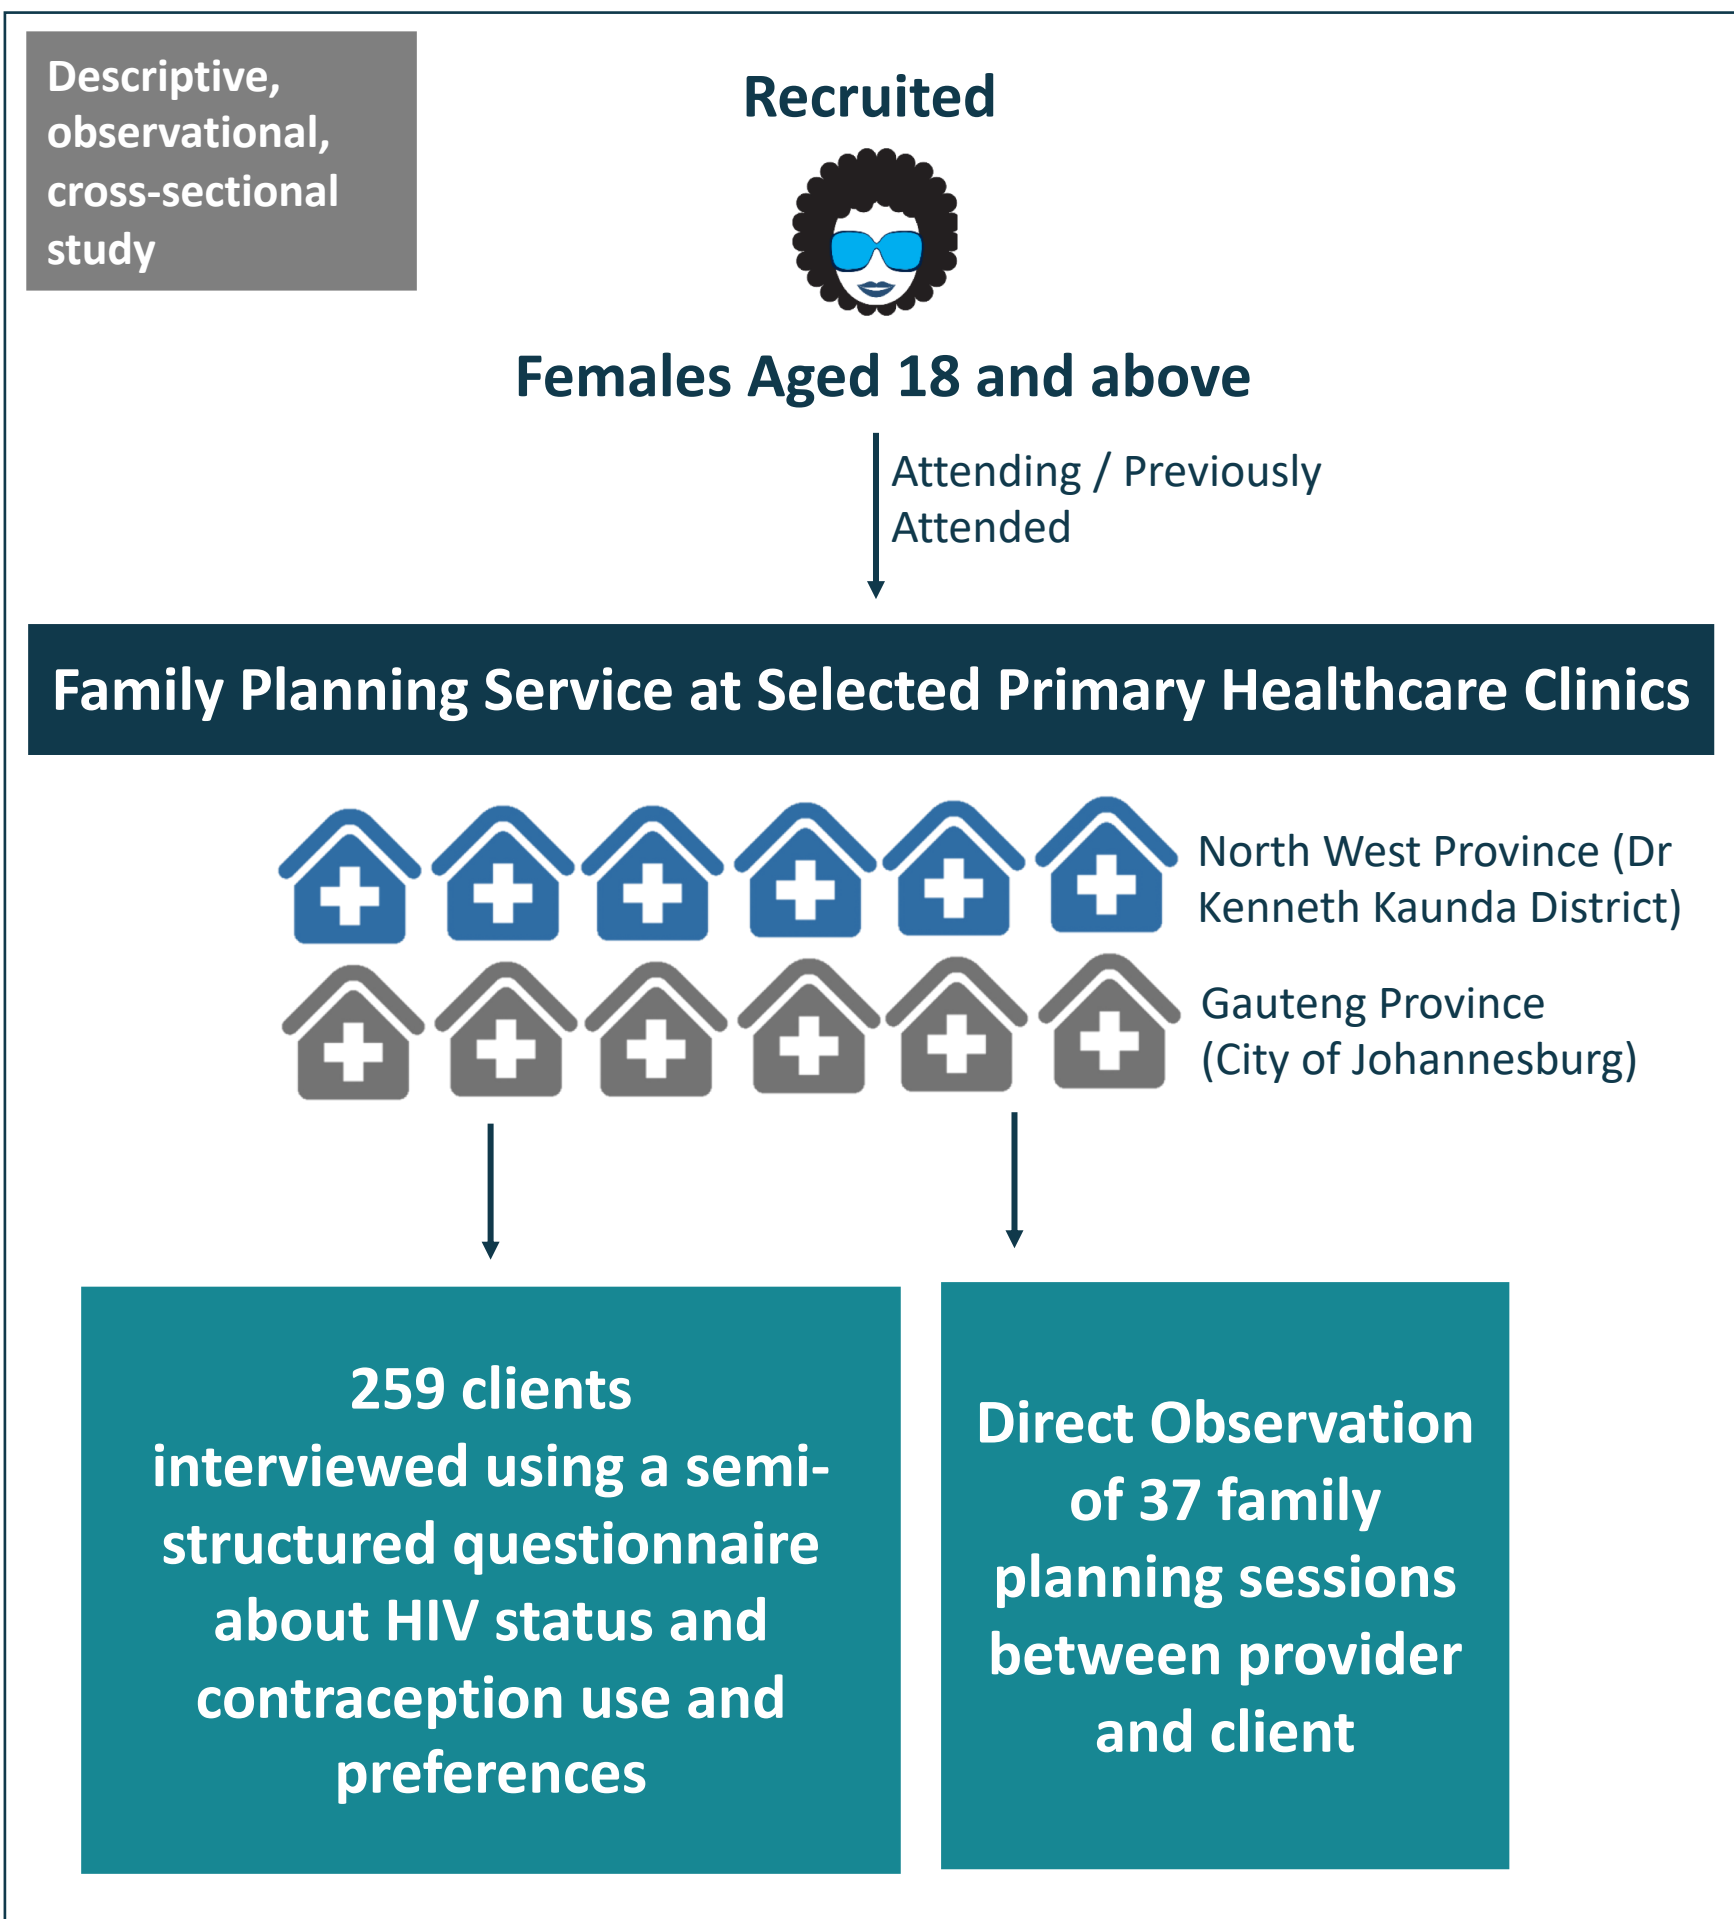 Descriptive,
observational,
cross-sectional
study
Recruited
Females Aged 18 and above
Attending / Previously
Attended
Family Planning Service at Selected Primary Healthcare Clinics
North West Province (Dr
Kenneth Kaunda District)
Gauteng Province
(City of Johannesburg)
259 clients
interviewed using a semi-
structured questionnaire
about HIV status and
contraception use and
preferences
Direct Observation
of 37 family
planning sessions
between provider
and client